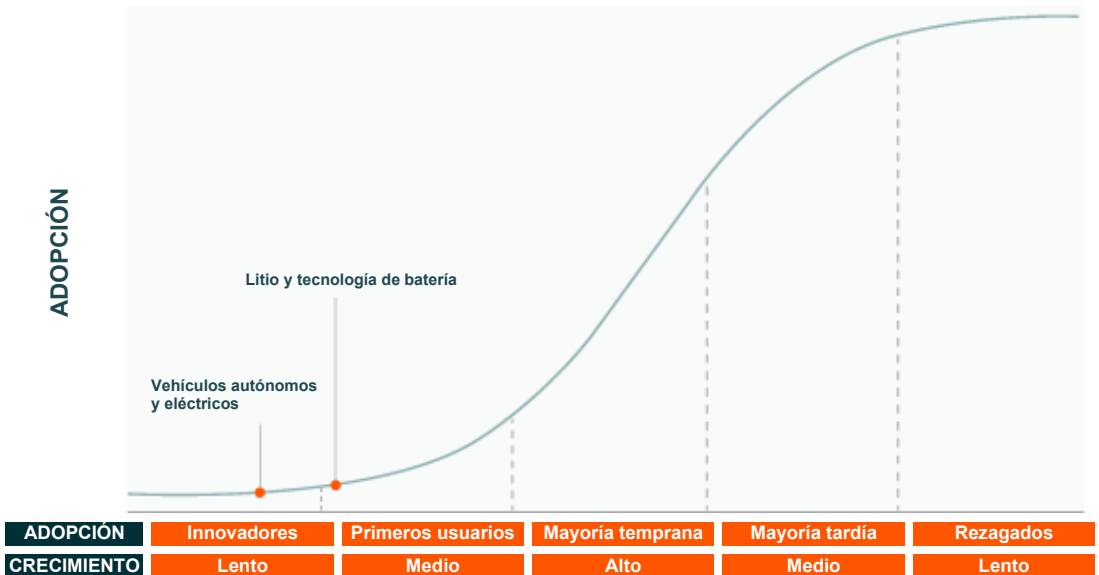 ADOPCIÓN
Litio y tecnología de batería
Vehículos autónomos
y eléctricos
ADOPCIÓN Innovadores Primeros usuarios Mayoría temprana Mayoría tardía Rezagados
CRECIMIENTO Lento Medio Alto Medio Lento